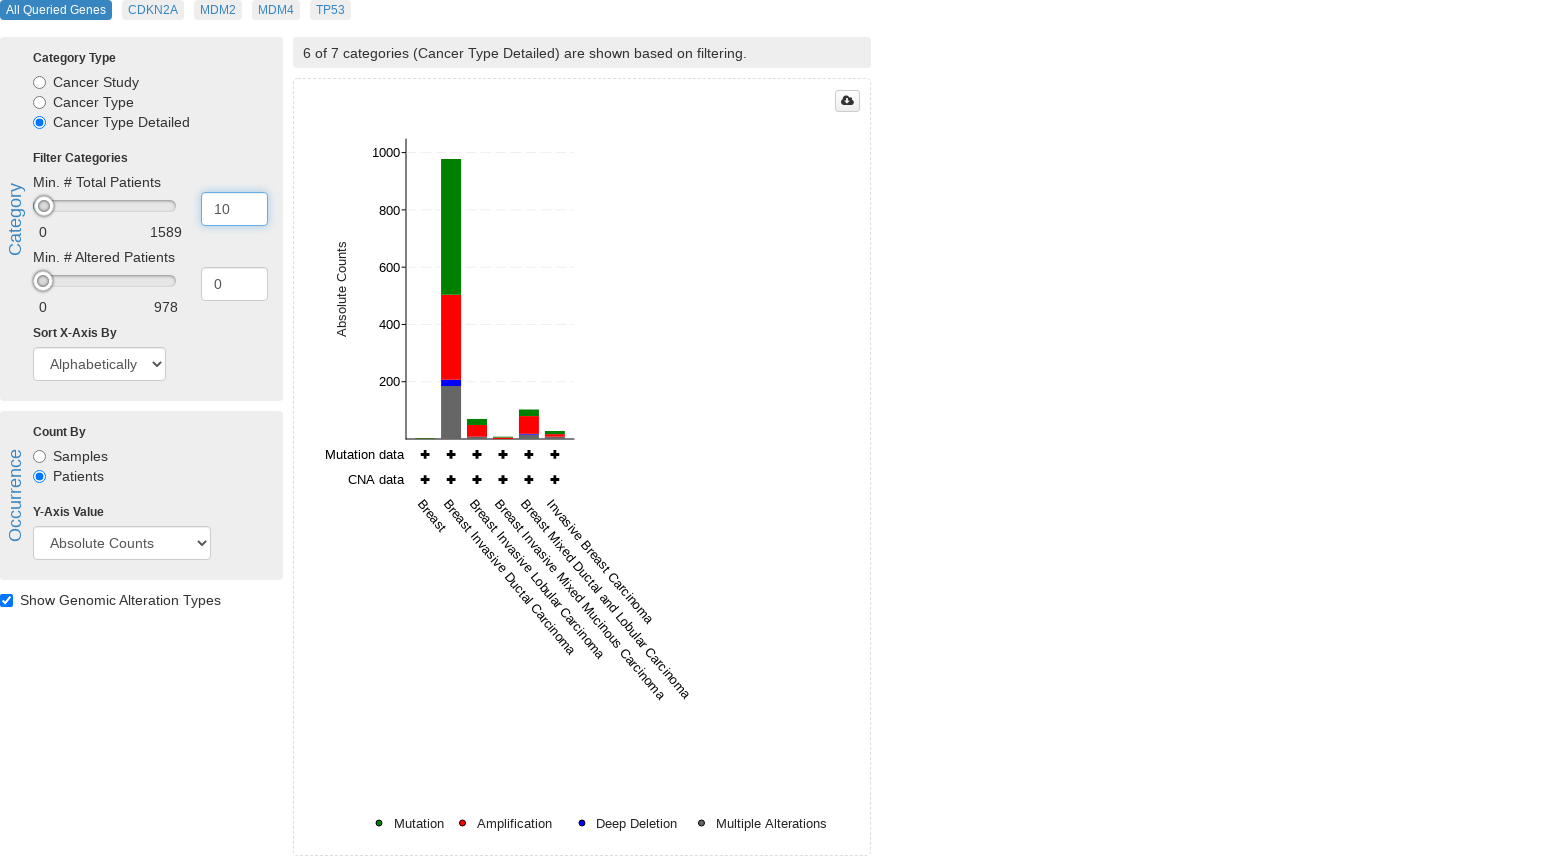 All Queried Genes CDKN2A MDM2 MDM4 TP53
6 of 7 categories (Cancer Type Detailed) are shown based on filtering.
Category
Category Type
Cancer Study
Cancer Type
Cancer Type Detailed
Filter Categories
Min. # Total Patients
10
0 1589
Min. # Altered Patients
0
0 978
Sort X-Axis By
Alphabetically
Occurrence
Count By
Samples
Patients
Y-Axis Value
Absolute Counts
Show Genomic Alteration Types
Absolute Counts
1000
800
600
400
200
Mutation data
CNA data
Breast
Breast Invasive Ductal Carcinoma
Breast Invasive Lobular Carcinoma
Breast Invasive Mixed Mucinous Carcinoma
Breast Mixed Ductal and Lobular Carcinoma
Invasive Breast Carcinoma
Mutation Amplification Deep Deletion Multiple Alterations